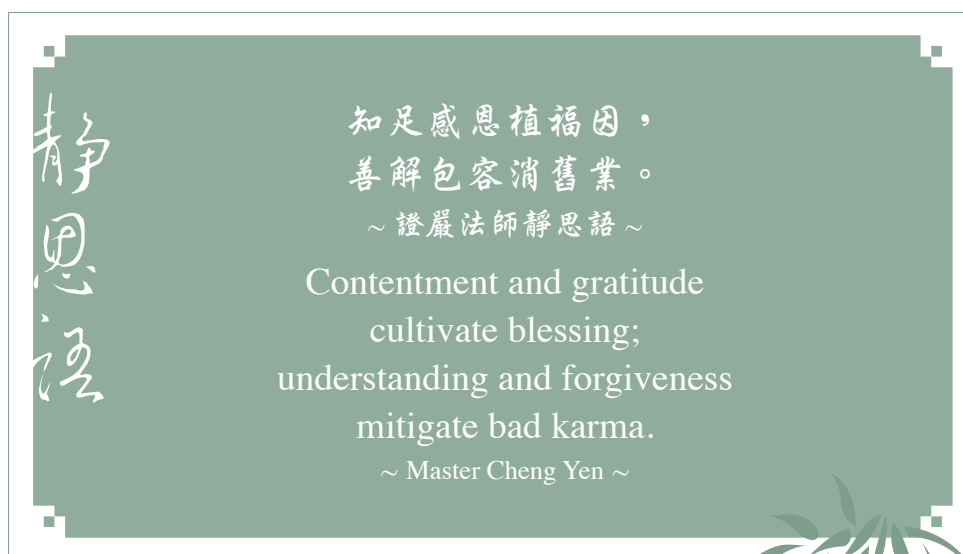 靜思語
知足感恩植福因，
善解包容消舊業。
~ 證嚴法師靜思語 ~
Contentment and gratitude
cultivate blessing;
understanding and forgiveness
mitigate bad karma.
~ Master Cheng Yen ~